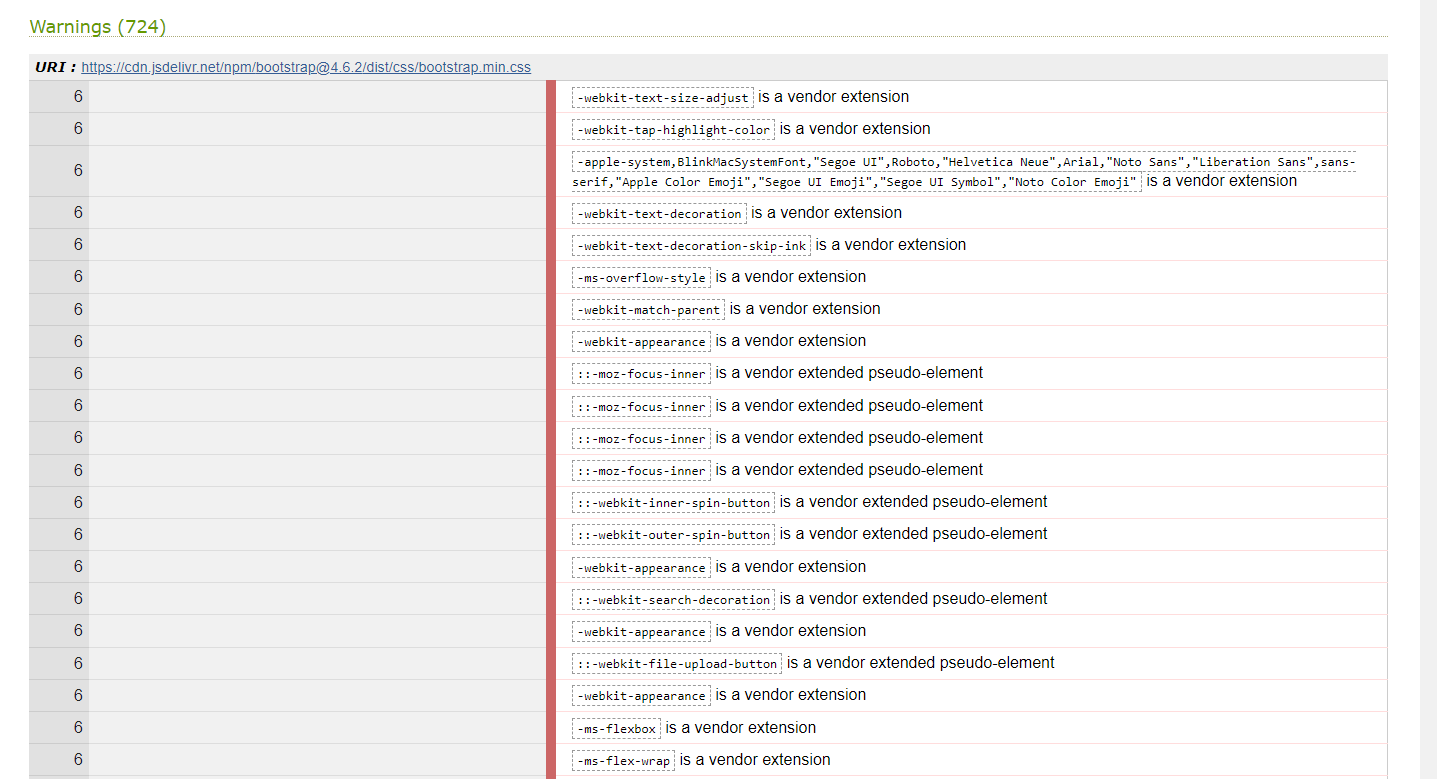 Warnings (724)
URI : https://cdn.jsdelivr.net/npm/bootstrap@4.6.2/dist/css/bootstrap.min.css
6 -webkit-text-size-adjust is a vendor extension
6 -webkit-tap-highlight-color is a vendor extension
6 -apple-system,BlinkMacSystemFont,"Segoe UI",Roboto,"Helvetica Neue",Arial,"Noto Sans","Liberation Sans",sans-
serif,"Apple Color Emoji","Segoe UI Emoji","Segoe UI Symbol","Noto Color Emoji" is a vendor extension
6 -webkit-text-decoration is a vendor extension
6 -webkit-text-decoration-skip-ink is a vendor extension
6 -ms-overflow-style is a vendor extension
6 -webkit-match-parent is a vendor extension
6 -webkit-appearance is a vendor extension
6 ::-moz-focus-inner is a vendor extended pseudo-element
6 ::-moz-focus-inner is a vendor extended pseudo-element
6 ::-moz-focus-inner is a vendor extended pseudo-element
6 ::-moz-focus-inner is a vendor extended pseudo-element
6 ::-webkit-inner-spin-button is a vendor extended pseudo-element
6 ::-webkit-outer-spin-button is a vendor extended pseudo-element
6 -webkit-appearance is a vendor extension
6 ::-webkit-search-decoration is a vendor extended pseudo-element
6 -webkit-appearance is a vendor extension
6 ::-webkit-file-upload-button is a vendor extended pseudo-element
6 -webkit-appearance is a vendor extension
6 -ms-flexbox is a vendor extension
6 -ms-flex-wrap is a vendor extension